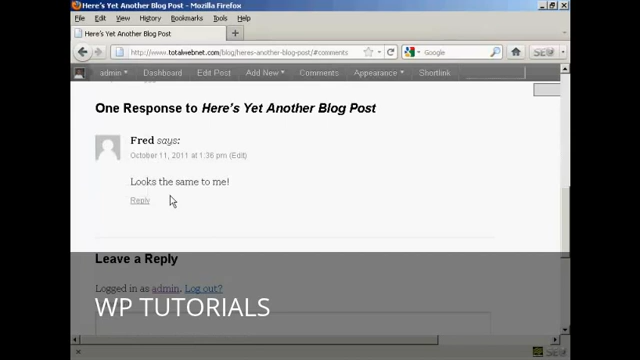 Here's Yet Another Blog Post - Mozilla Firefox
File Edit View History Bookmarks Tools Help
Here's Yet Another Blog Post
http://www.totalwebnet.com/blog/heres-another-blog-post/#comments
Google
admin Dashboard Edit Post Add New Comments Appearance Shortlink
One Response to Here's Yet Another Blog Post
Fred says:
October 11, 2011 at 1:36 pm (Edit)
Looks the same to me!
Reply
Leave a Reply
Logged in as admin. Log out?
WP TUTORIALS